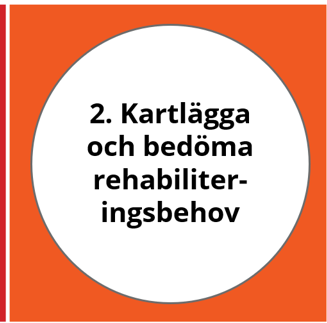 2. Kartlägga
och bedöma
rehabiliter-
ingsbehov